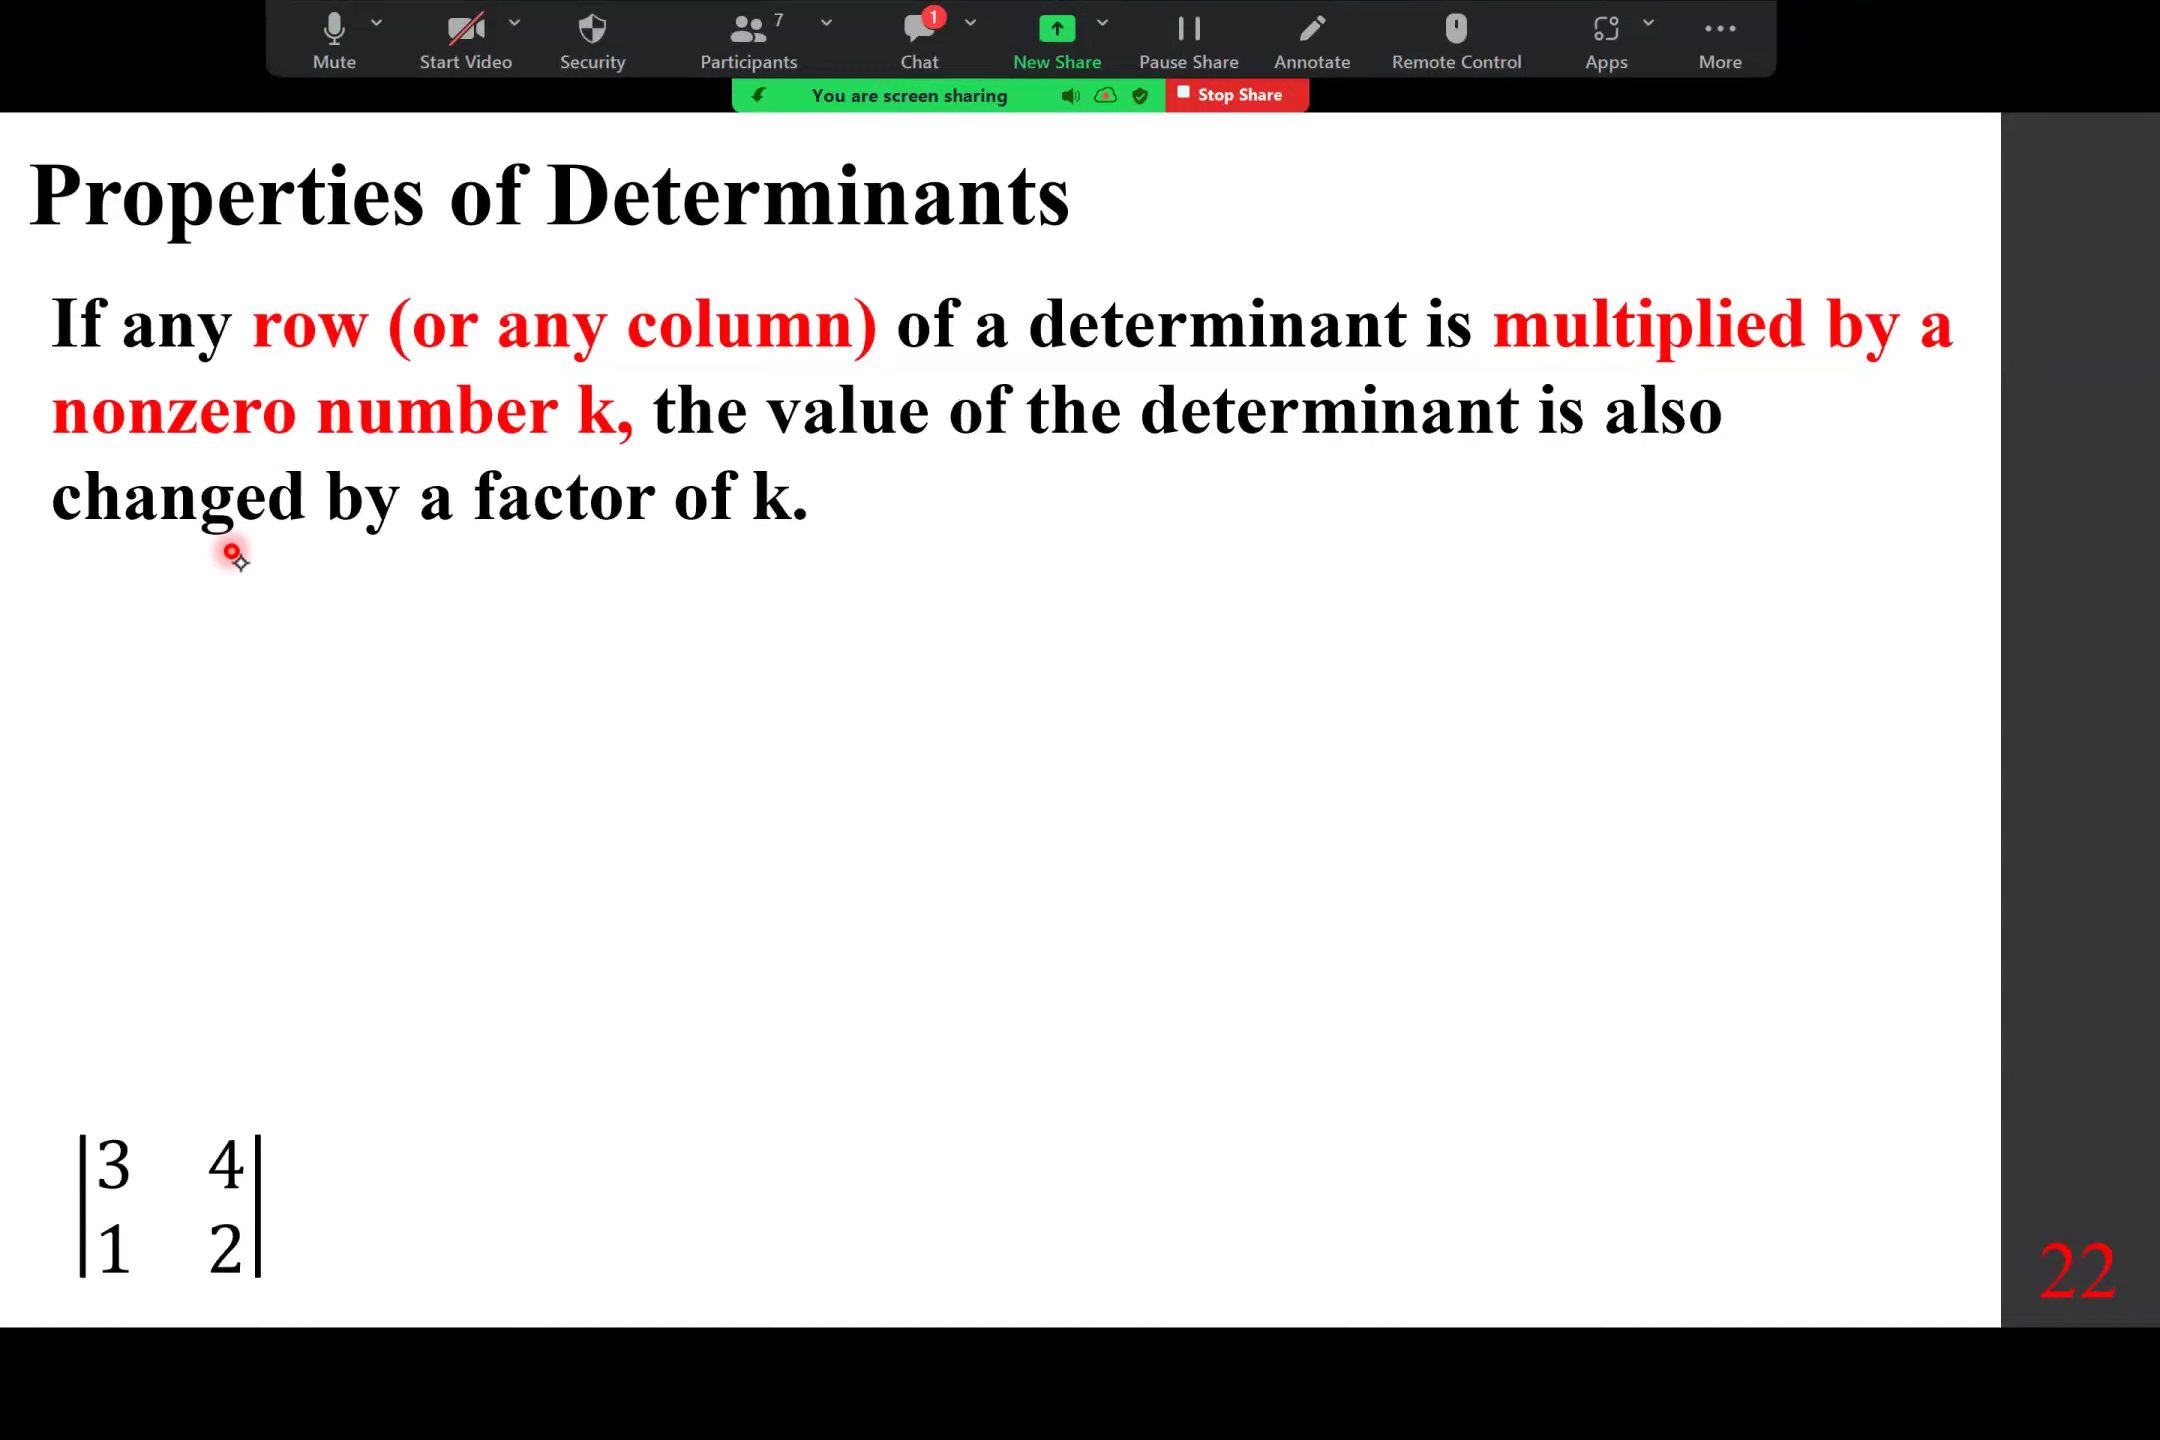 Mute Start Video Security Participants 7 Chat 1 New Share Pause Share Annotate Remote Control Apps More
You are screen sharing Stop Share
Properties of Determinants
If any row (or any column) of a determinant is multiplied by a
nonzero number k, the value of the determinant is also
changed by a factor of k.
3 4
1 2
22